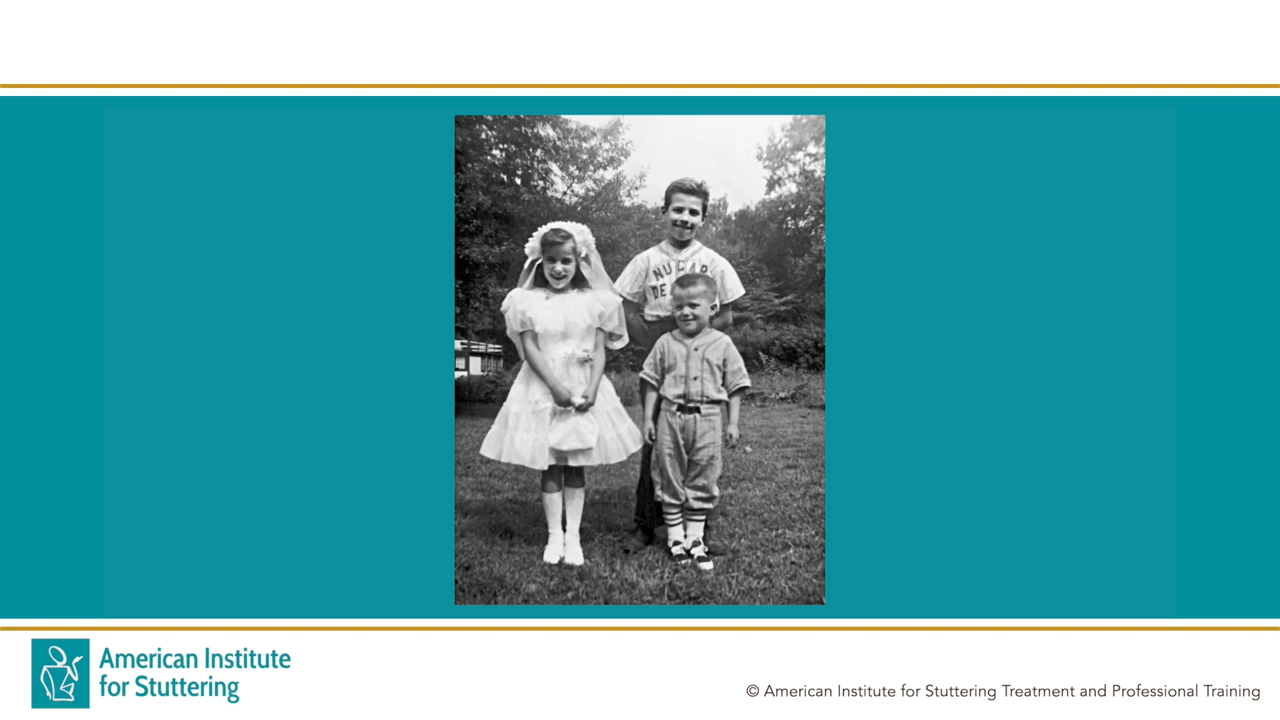 American Institute
for Stuttering
© American Institute for Stuttering Treatment and Professional Training